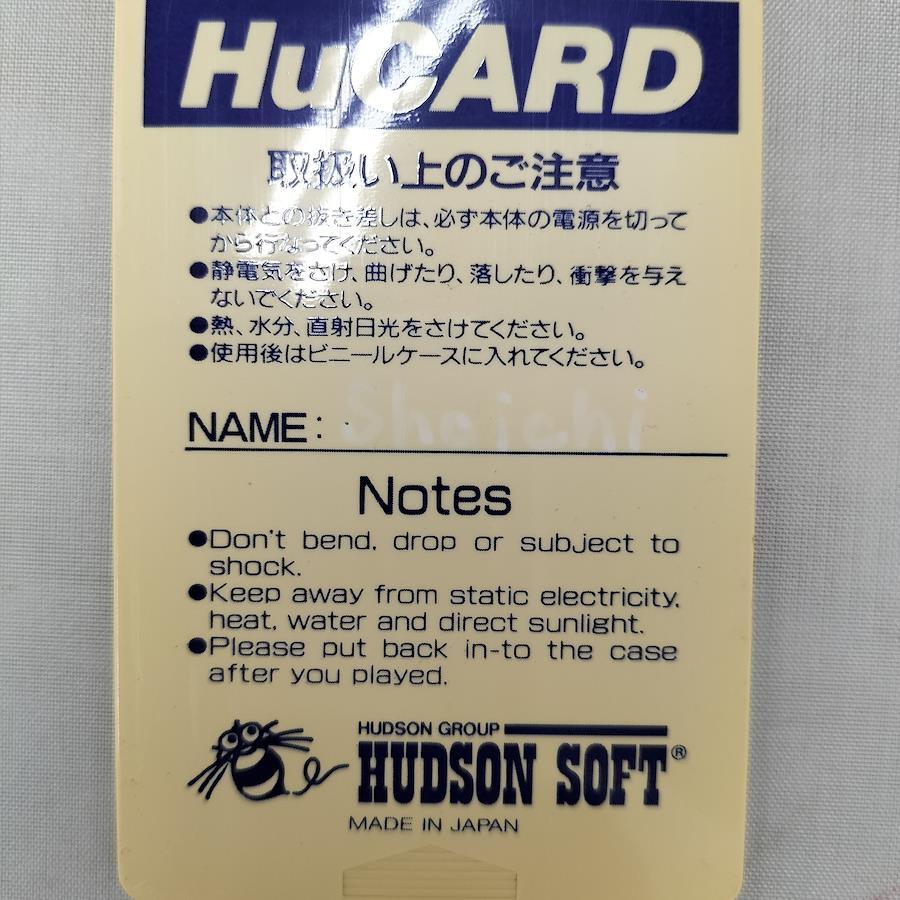 HuCARD
取扱い上のご注意
●本体との抜き差しは、必ず本体の電源を切って
から行なってください。
●静電気をさけ、曲げたり、落したり、衝撃を与え
ないでください。
●熱、水分、直射日光をさけてください。
●使用後はビニールケースに入れてください。
NAME: Shoichi
Notes
●Don't bend, drop or subject to
shock.
●Keep away from static electricity,
heat, water and direct sunlight.
●Please put back in-to the case
after you played.
HUDSON GROUP
HUDSON SOFT®
MADE IN JAPAN